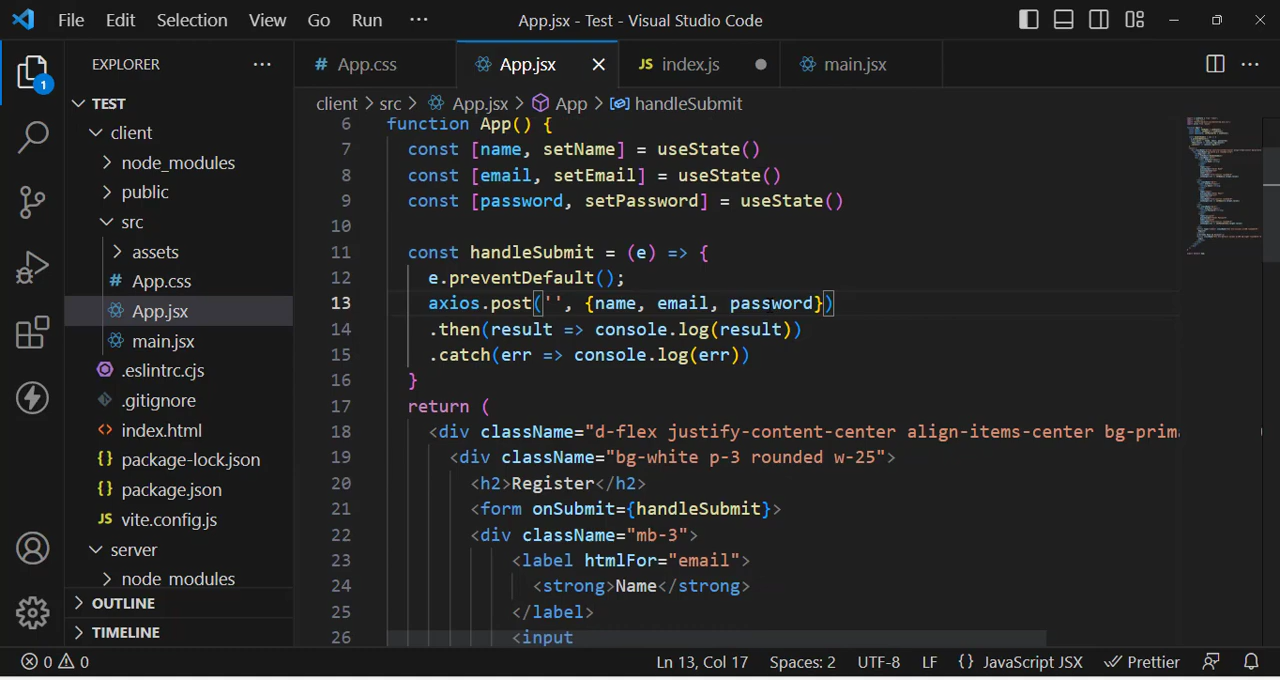 File Edit Selection View Go Run ··· App.jsx - Test - Visual Studio Code
EXPLORER ···
# App.css App.jsx JS index.js main.jsx ···
1
TEST
client
node_modules
public
src
assets
# App.css
App.jsx
main.jsx
.eslintrc.cjs
.gitignore
<> index.html
{} package-lock.json
{} package.json
JS vite.config.js
server
node_modules
OUTLINE
TIMELINE
client > src > App.jsx > App > handleSubmit
6 function App() {
7 const [name, setName] = useState()
8 const [email, setEmail] = useState()
9 const [password, setPassword] = useState()
10
11 const handleSubmit = (e) => {
12 e.preventDefault();
13 axios.post('', {name, email, password})
14 .then(result => console.log(result))
15 .catch(err => console.log(err))
16 }
17 return (
18 <div className="d-flex justify-content-center align-items-center bg-prim
19 <div className="bg-white p-3 rounded w-25">
20 <h2>Register</h2>
21 <form onSubmit={handleSubmit}>
22 <div className="mb-3">
23 <label htmlFor="email">
24 <strong>Name</strong>
25 </label>
26 <input
0 0 Ln 13, Col 17 Spaces: 2 UTF-8 LF {} JavaScript JSX Prettier